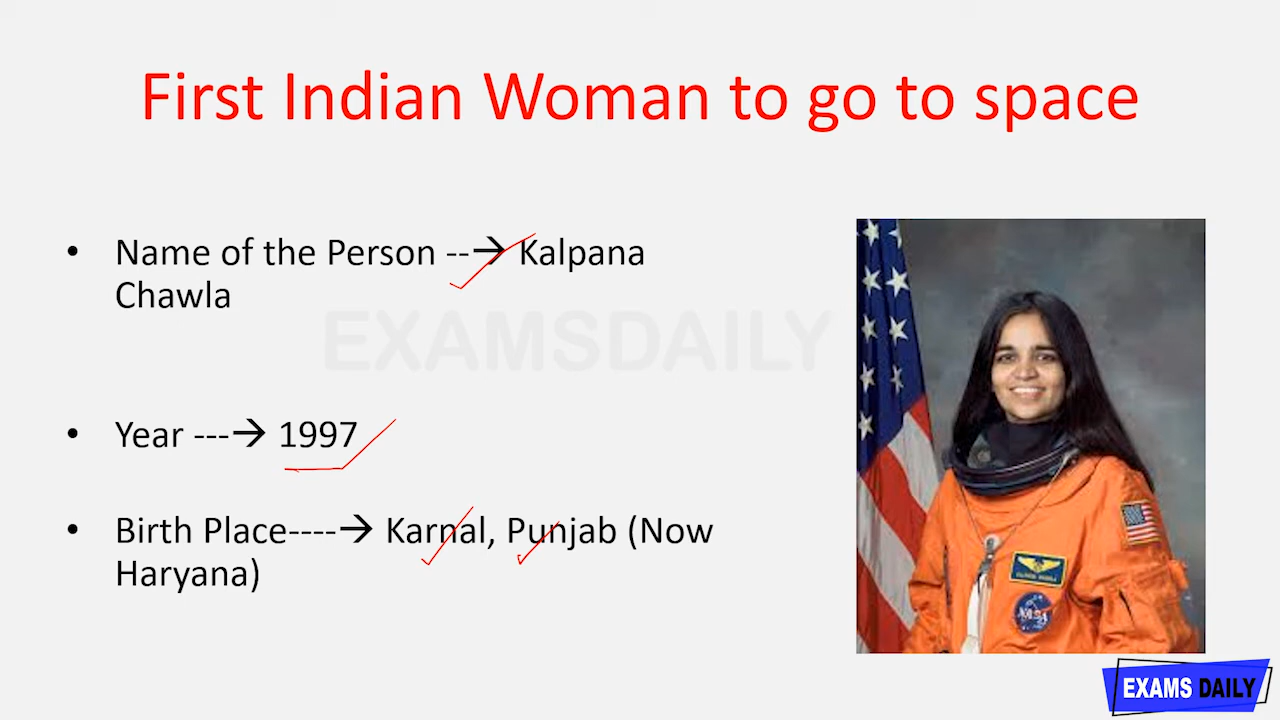 First Indian Woman to go to space
• Name of the Person --→ Kalpana
Chawla
EXAMSDAILY
• Year ---→ 1997
• Birth Place----→ Karnal, Punjab (Now
Haryana)
NASA
EXAMS DAILY